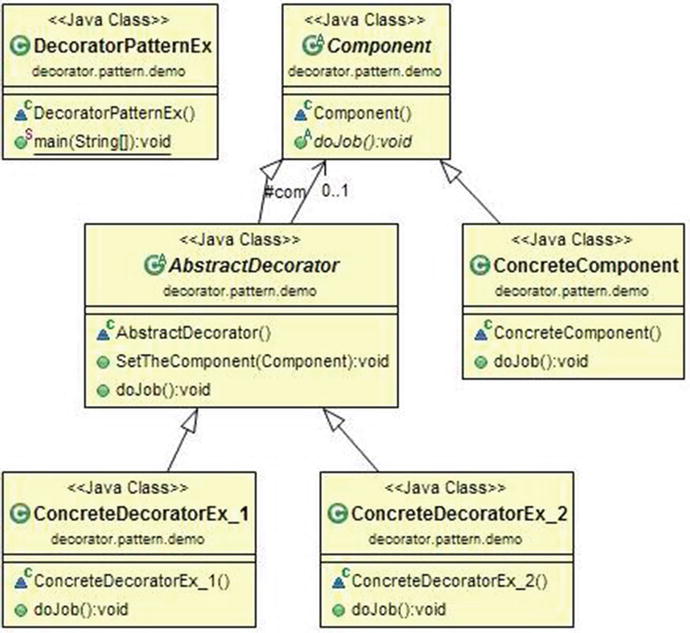 <<Java Class>>
DecoratorPatternEx
decorator.pattern.demo
DecoratorPatternEx()
main(String[]):void
<<Java Class>>
Component
decorator.pattern.demo
Component()
doJob():void
#com
0..1
<<Java Class>>
AbstractDecorator
decorator.pattern.demo
AbstractDecorator()
SetTheComponent(Component):void
doJob():void
<<Java Class>>
ConcreteComponent
decorator.pattern.demo
ConcreteComponent()
doJob():void
<<Java Class>>
ConcreteDecoratorEx_1
decorator.pattern.demo
ConcreteDecoratorEx_1()
doJob():void
<<Java Class>>
ConcreteDecoratorEx_2
decorator.pattern.demo
ConcreteDecoratorEx_2()
doJob():void